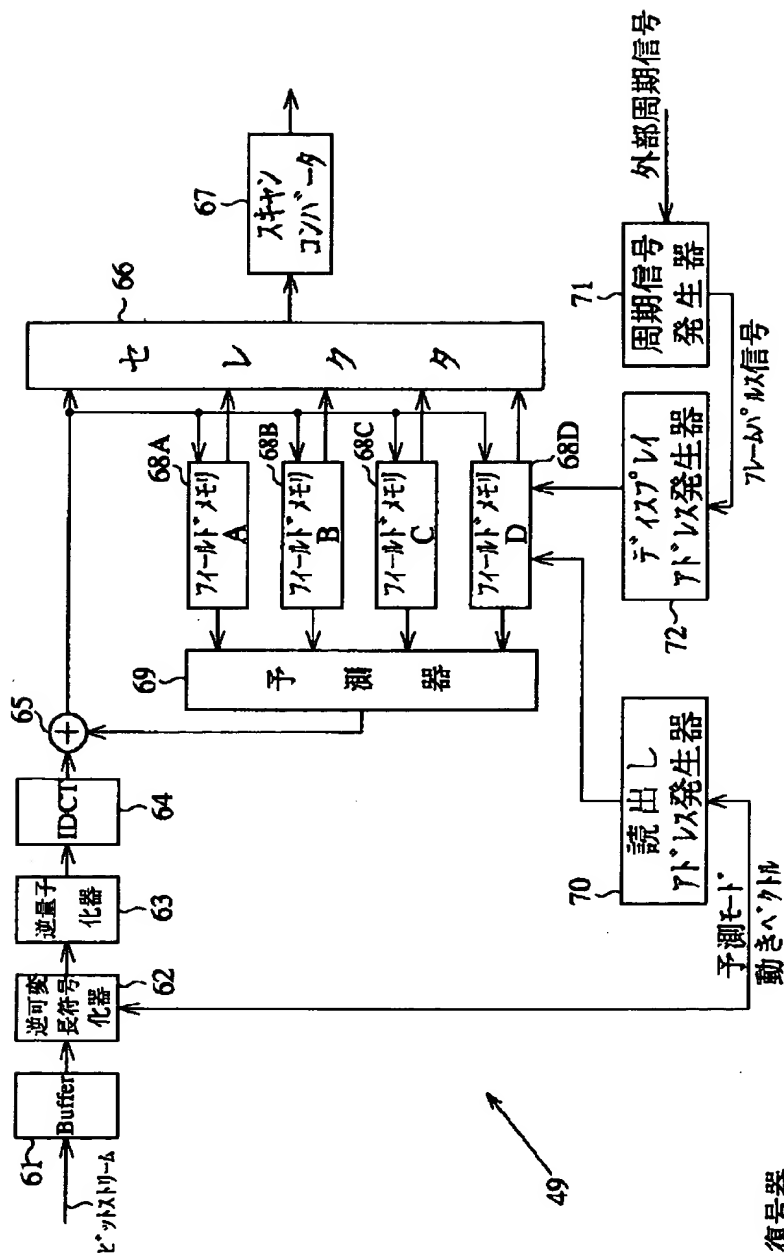 ビットストリーム
61
Buffer
逆可変
長符号
化器
62
逆量子
化器
63
IDCT
64
65
+
66
セレクタ
67
スキャン
コンバータ
68A
フィールドメモリ
A
68B
フィールドメモリ
B
68C
フィールドメモリ
C
68D
フィールドメモリ
D
69
予測器
70
読出し
アドレス発生器
予測モード
動きベクトル
72
ディスプレイ
アドレス発生器
71
周期信号
発生器
外部周期信号
フレームパルス信号
49
復号器